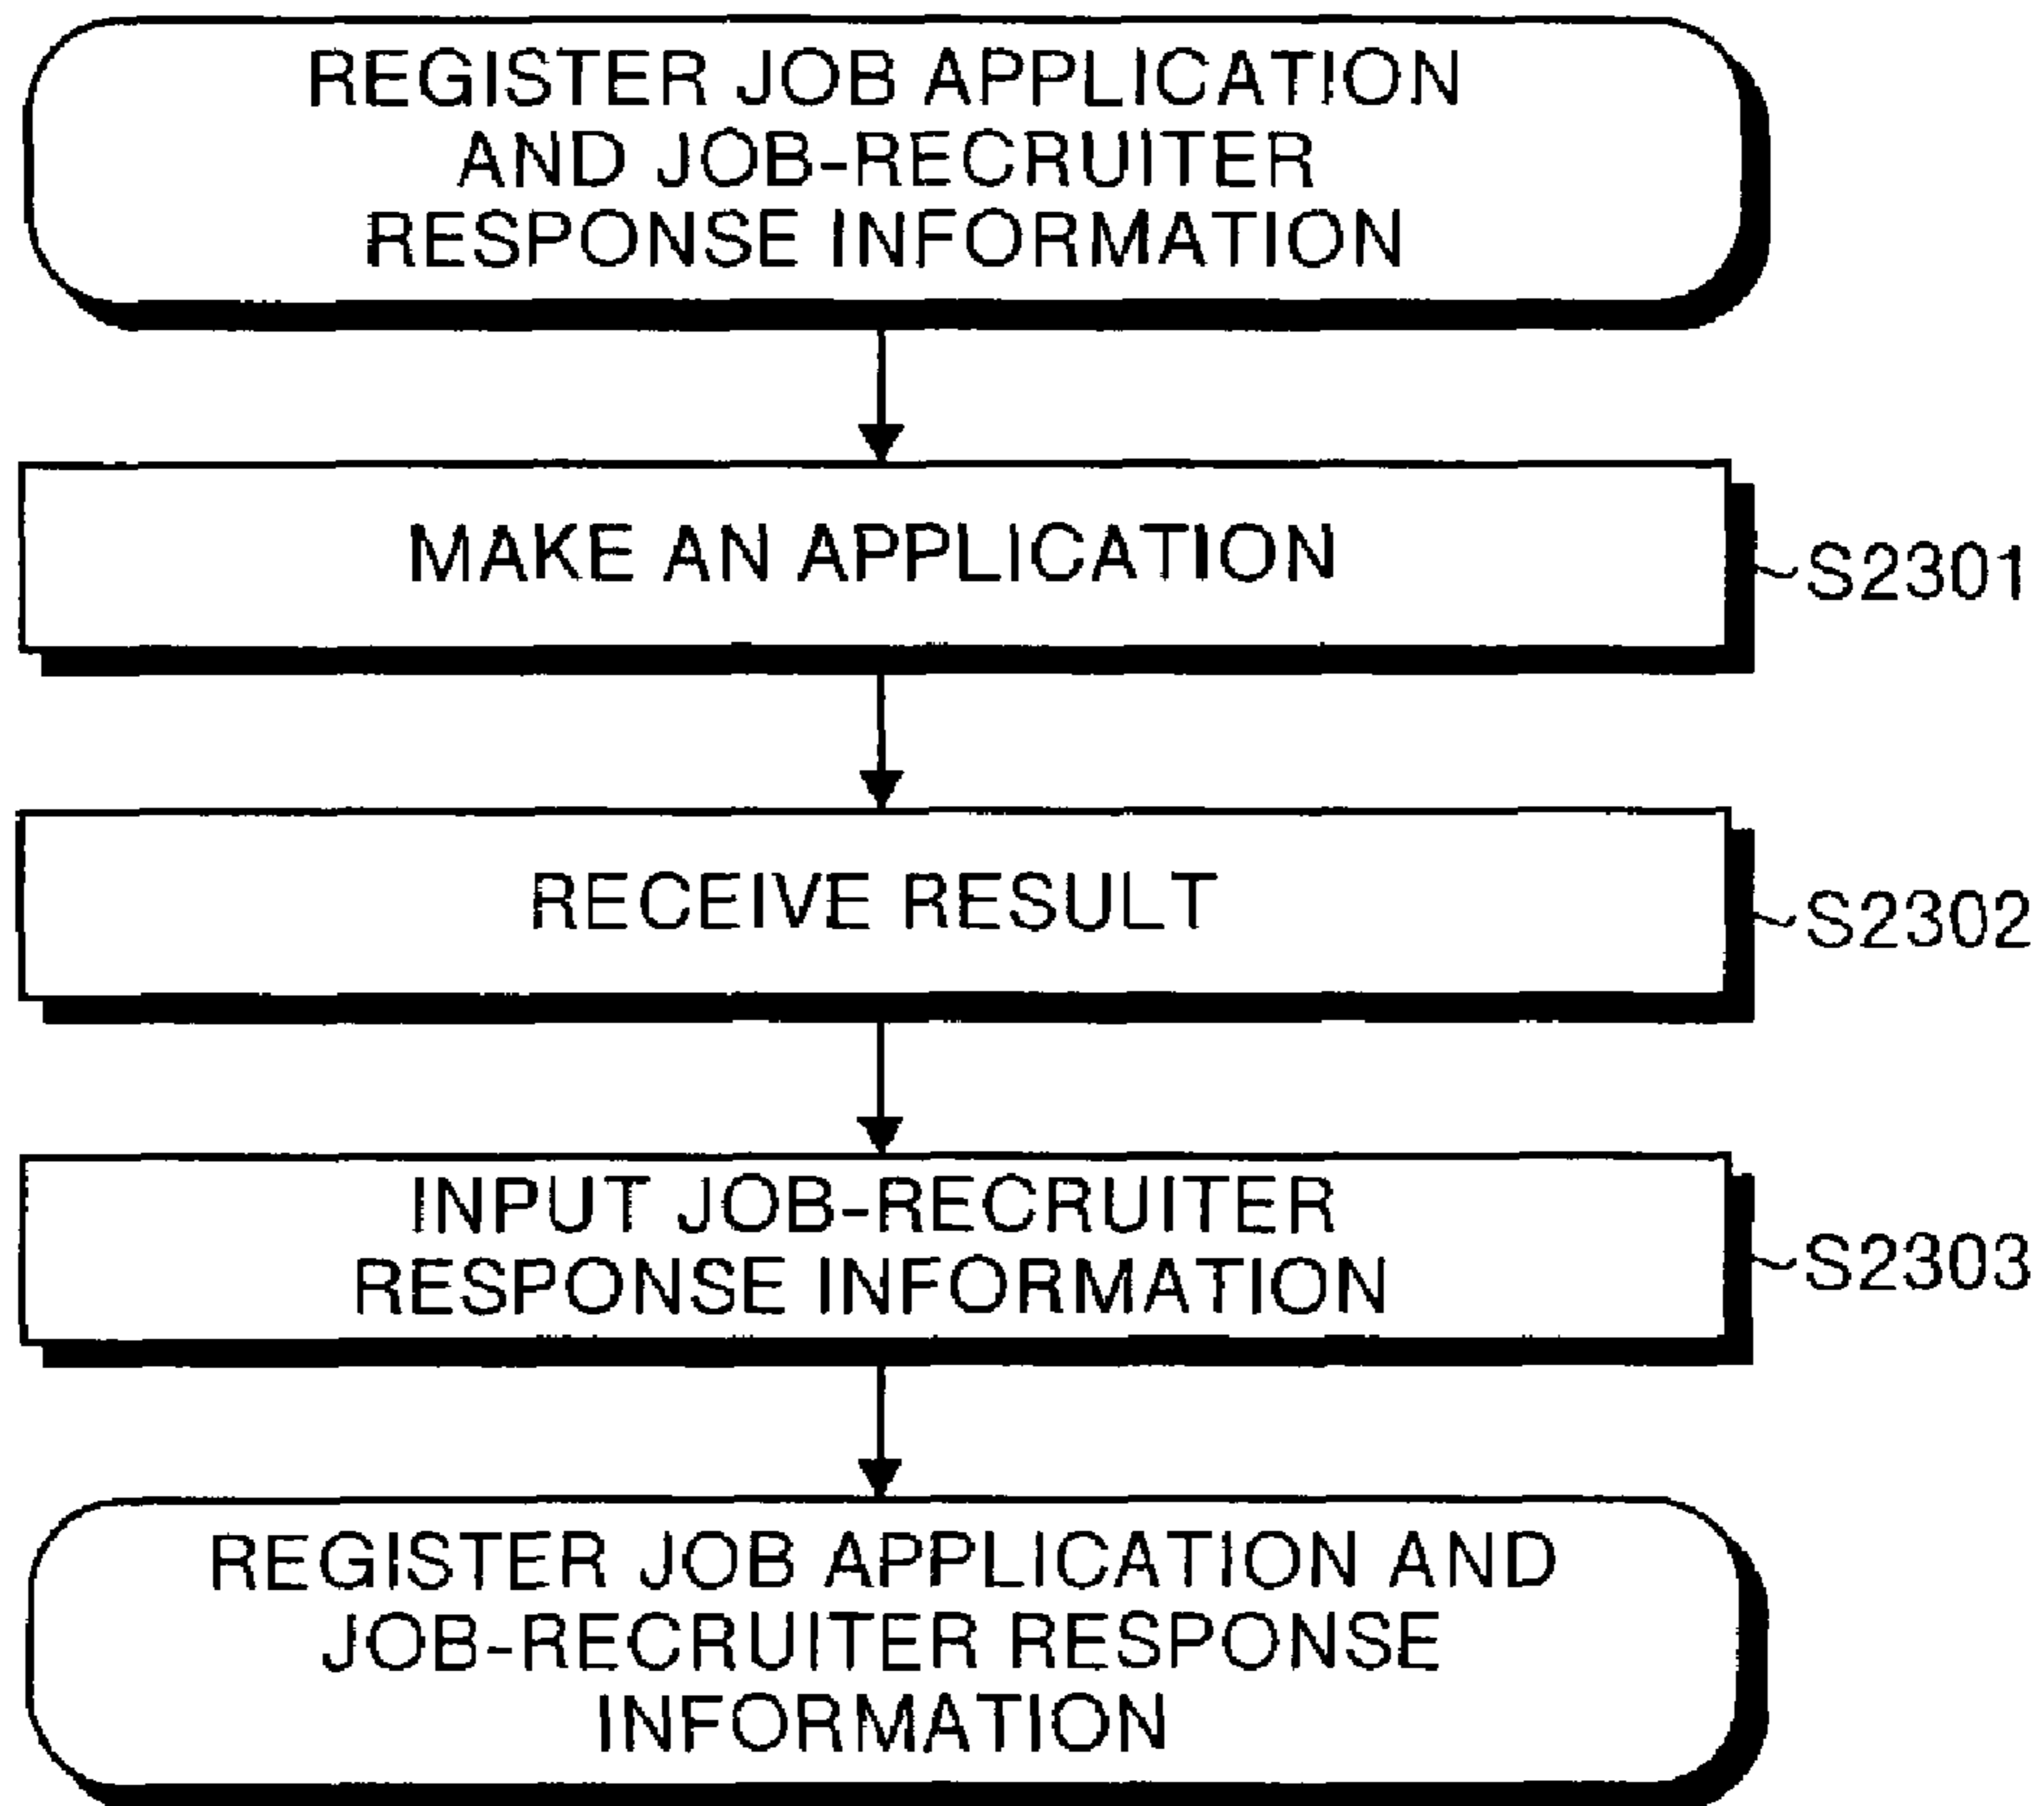 REGISTER JOB APPLICATION
AND JOB-RECRUITER
RESPONSE INFORMATION
MAKE AN APPLICATION
S2301
RECEIVE RESULT
S2302
INPUT JOB-RECRUITER
RESPONSE INFORMATION
S2303
REGISTER JOB APPLICATION AND
JOB-RECRUITER RESPONSE
INFORMATION